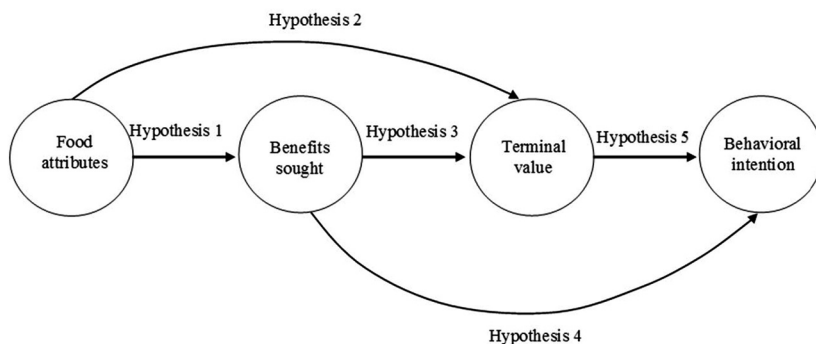 Hypothesis 2
Hypothesis 1
Hypothesis 3
Hypothesis 5
Food
attributes
Benefits
sought
Terminal
value
Behavioral
intention
Hypothesis 4